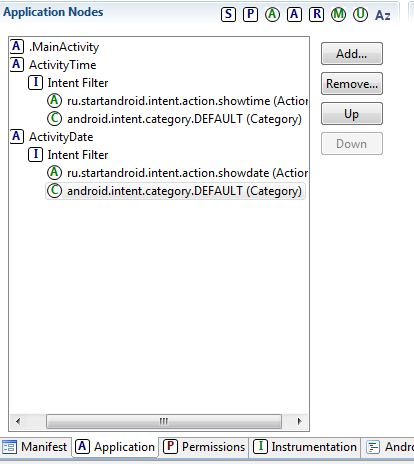 Application Nodes
S P A A R M U Az
A .MainActivity
A ActivityTime
I Intent Filter
A ru.startandroid.intent.action.showtime (Action
C android.intent.category.DEFAULT (Category)
A ActivityDate
I Intent Filter
A ru.startandroid.intent.action.showdate (Action
C android.intent.category.DEFAULT (Category)
Add...
Remove...
Up
Down
Manifest A Application P Permissions I Instrumentation Andro